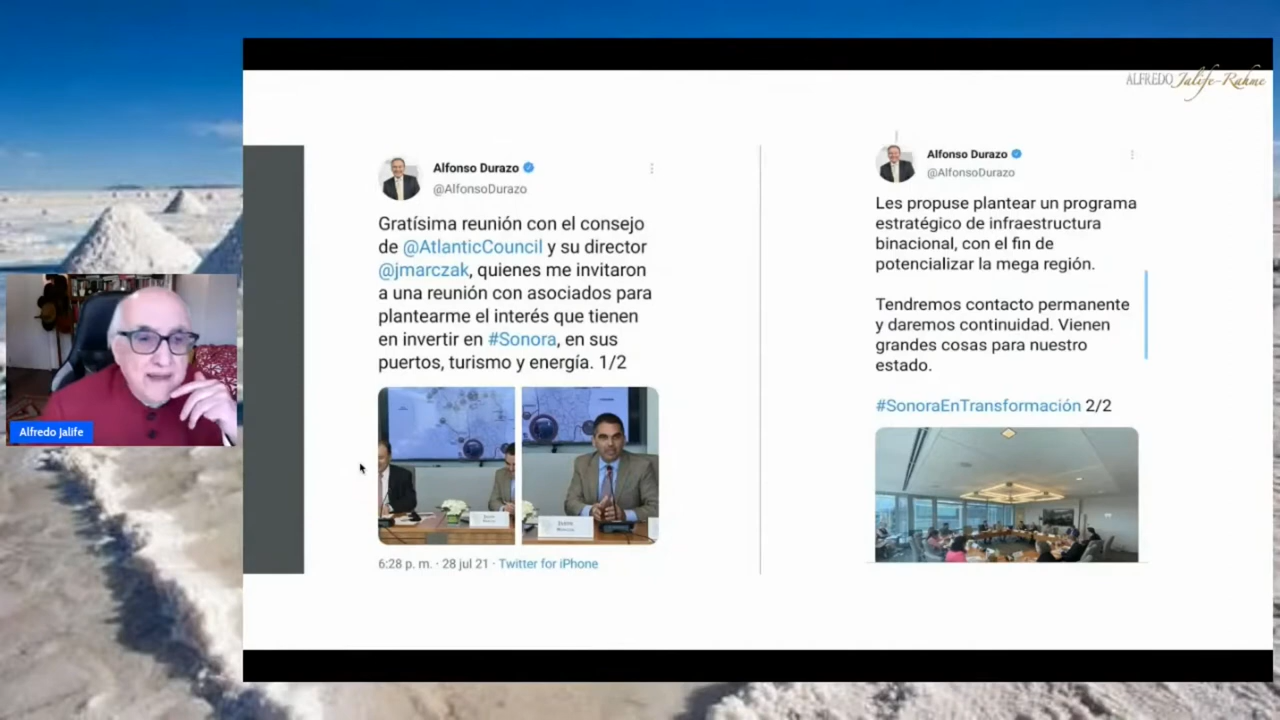 ALFREDO Jalife-Rahme
Alfonso Durazo
@AlfonsoDurazo
Gratísima reunión con el consejo
de @AtlanticCouncil y su director
@jmarczak, quienes me invitaron
a una reunión con asociados para
plantearme el interés que tienen
en invertir en #Sonora, en sus
puertos, turismo y energía. 1/2
6:28 p. m. · 28 jul 21 · Twitter for iPhone
Alfonso Durazo
@AlfonsoDurazo
Les propuse plantear un programa
estratégico de infraestructura
binacional, con el fin de
potencializar la mega región.
Tendremos contacto permanente
y daremos continuidad. Vienen
grandes cosas para nuestro
estado.
#SonoraEnTransformación 2/2
Alfredo Jalife